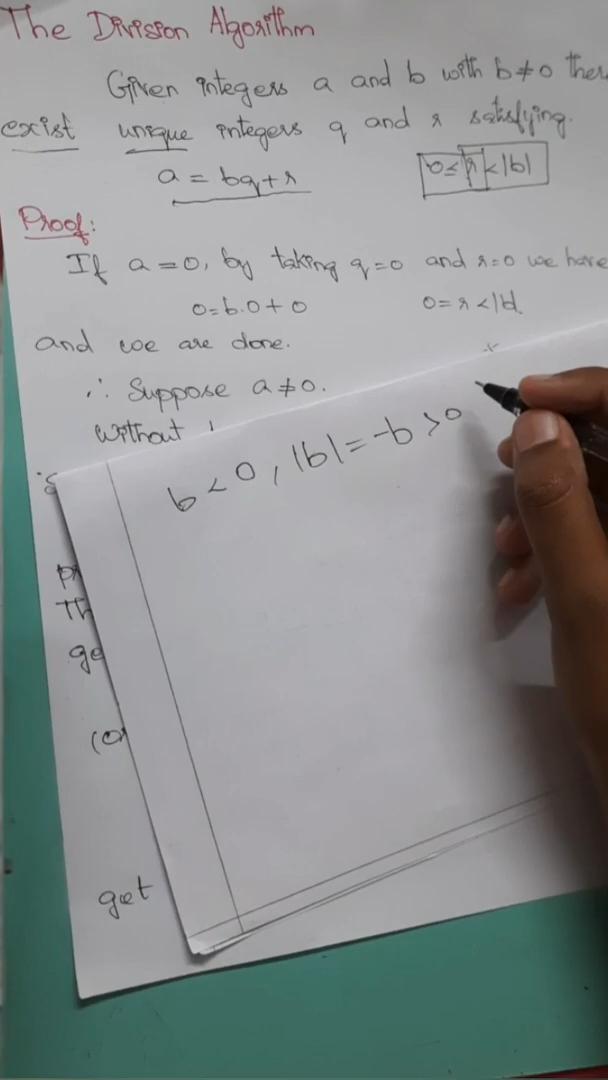 The Division Algorithm
Given integers a and b with b≠0
exist unique integers q and r satisfying.
a = bq+r 0≤r<|b|
Proof:
If a=0, by taking q=0 and r=0 we have
0=b.0+0 0=r<|b|
and we are done.
∴ Suppose a≠0.
Without
b<0, |b|=-b>0
get